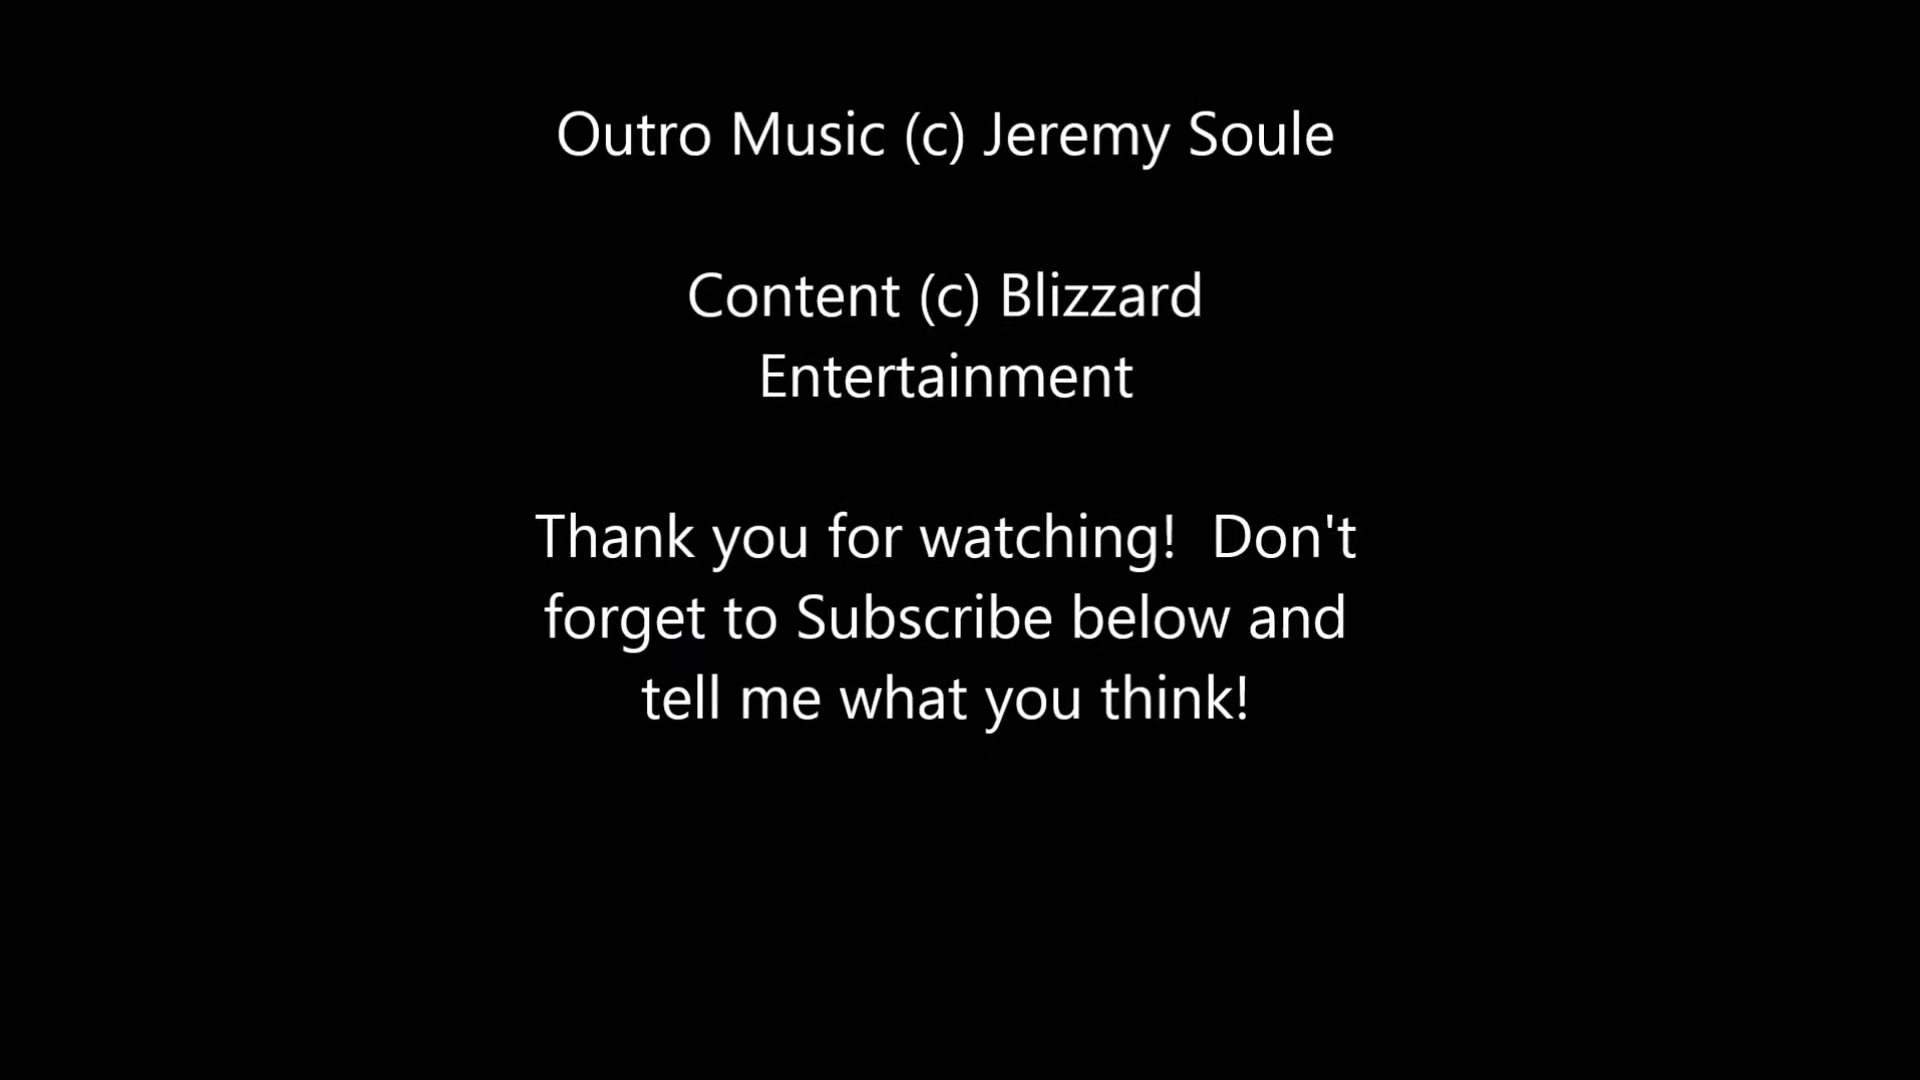 Outro Music (c) Jeremy Soule
Content (c) Blizzard
Entertainment
Thank you for watching!  Don't
forget to Subscribe below and
tell me what you think!